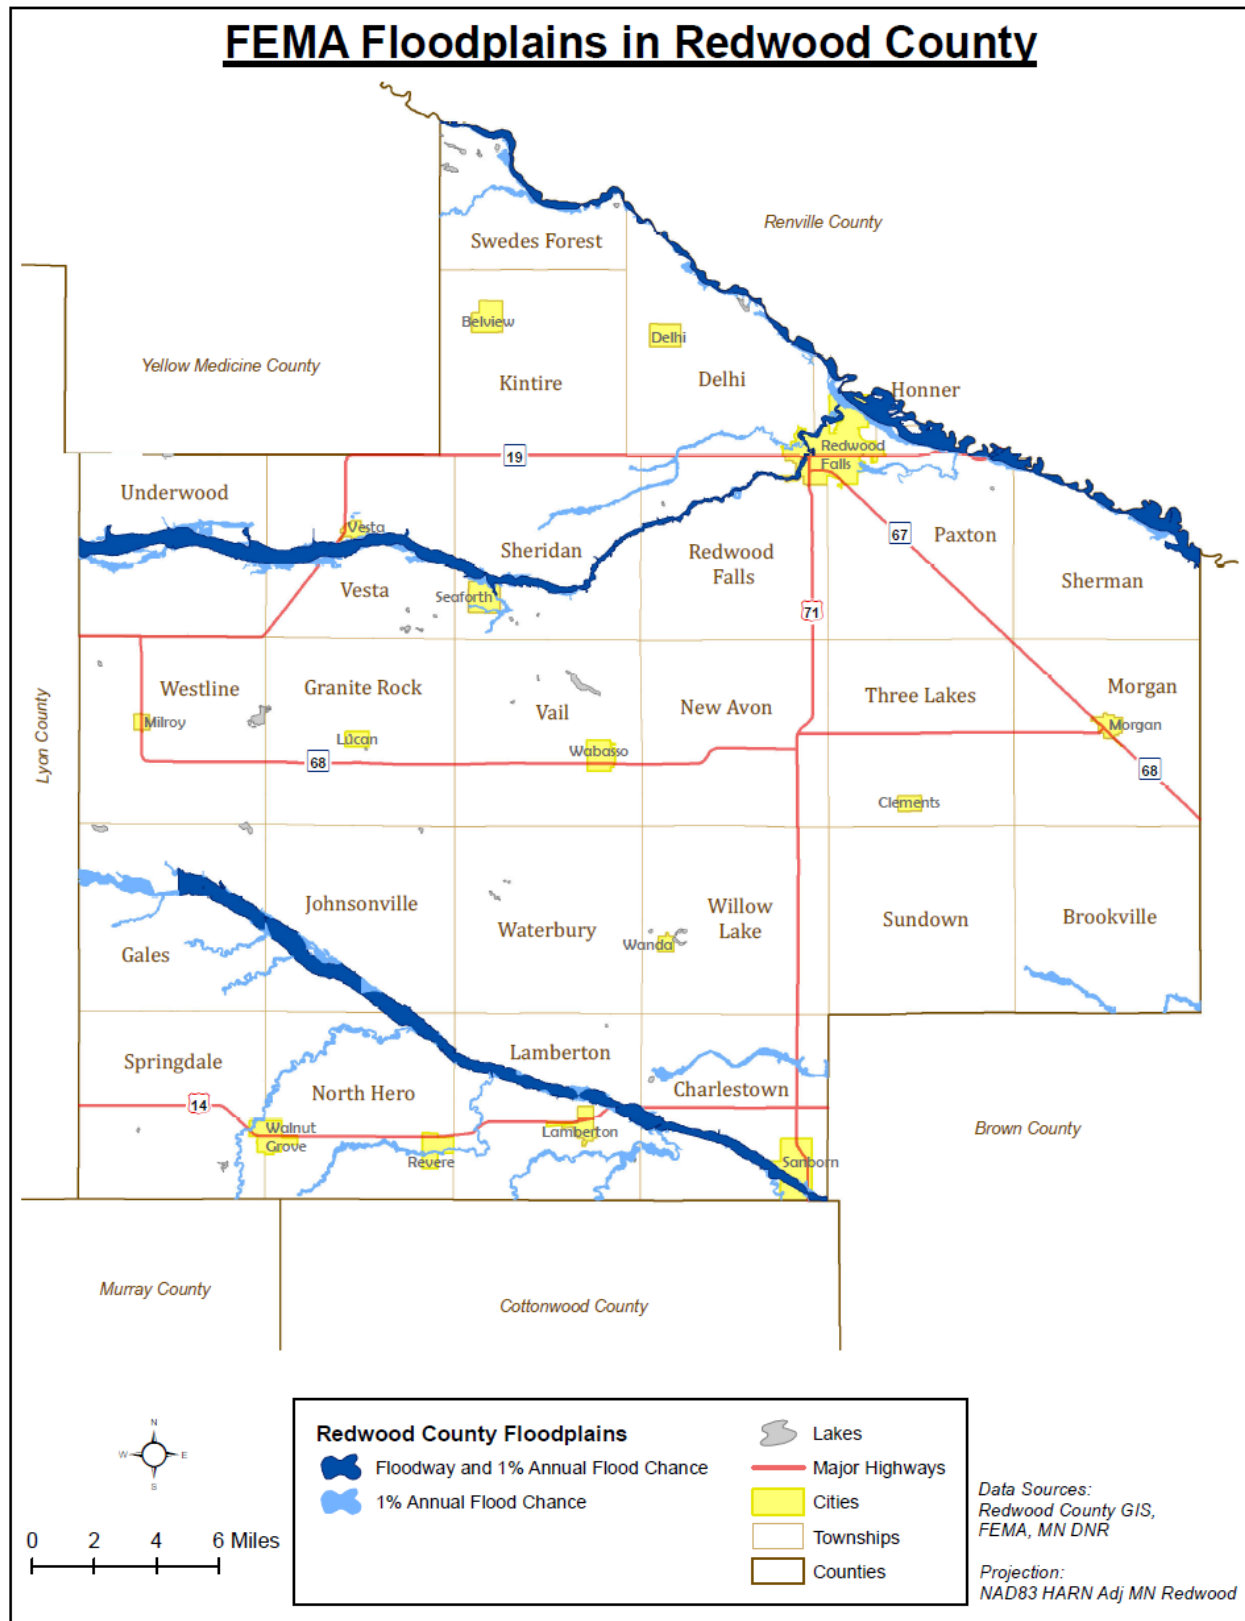 FEMA Floodplains in Redwood County
Renville County
Swedes Forest
Belview
Delhi
Yellow Medicine County
Kintire
Delhi
Honner
Redwood
Falls
19
Underwood
Vesta
67
Paxton
Sheridan
Redwood
Falls
Sherman
Vesta
Seaforth
71
Westline
Granite Rock
Vail
New Avon
Three Lakes
Morgan
Lyon County
Milroy
Lucan
Wabasso
Morgan
68
68
Clements
Johnsonville
Waterbury
Willow
Lake
Sundown
Brookville
Wanda
Gales
Springdale
Lamberton
North Hero
Charlestown
14
Walnut
Grove
Revere
Lamberton
Sanborn
Brown County
Murray County
Cottonwood County
N
W
E
S
0 2 4 6 Miles
Redwood County Floodplains
Floodway and 1% Annual Flood Chance
1% Annual Flood Chance
Lakes
Major Highways
Cities
Townships
Counties
Data Sources:
Redwood County GIS,
FEMA, MN DNR
Projection:
NAD83 HARN Adj MN Redwood